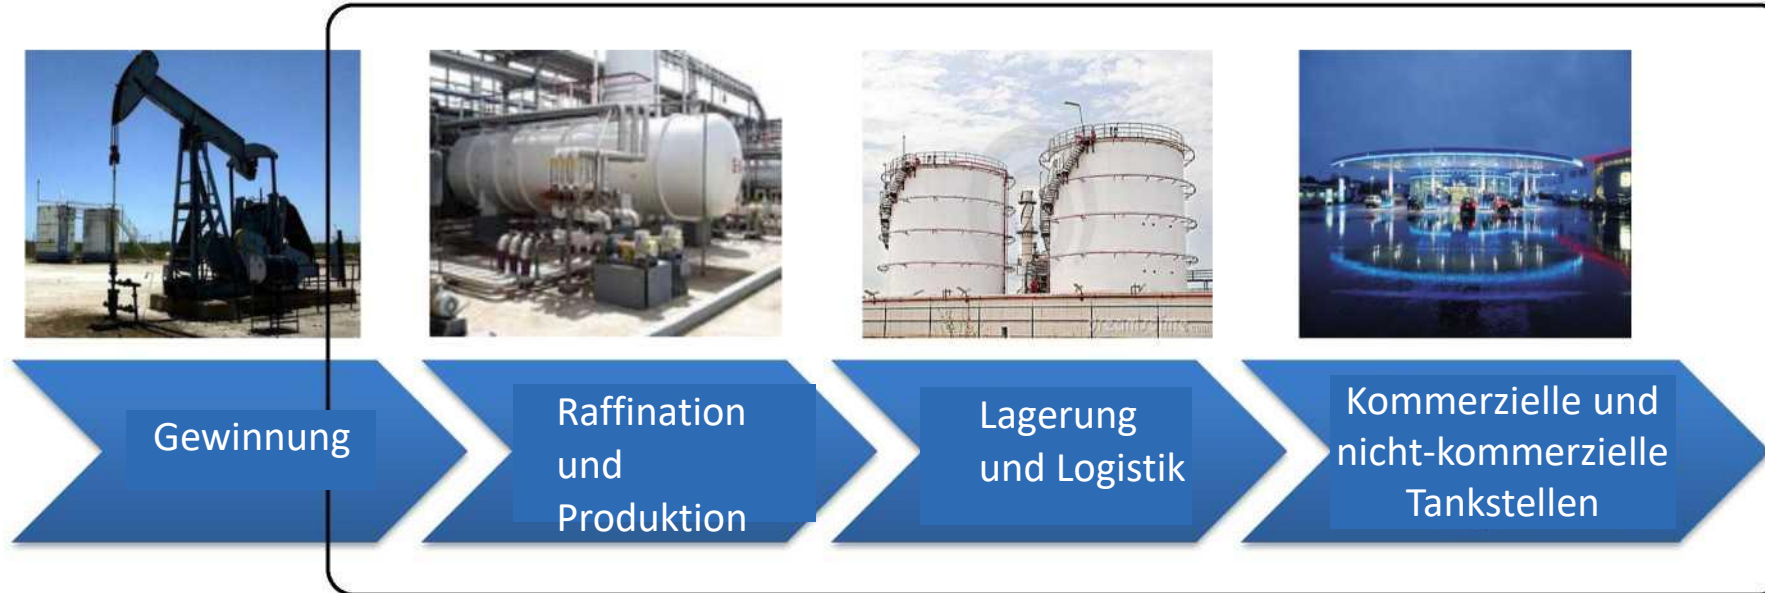 Gewinnung
Raffination
und
Produktion
Lagerung
und Logistik
Kommerzielle und
nicht-kommerzielle
Tankstellen